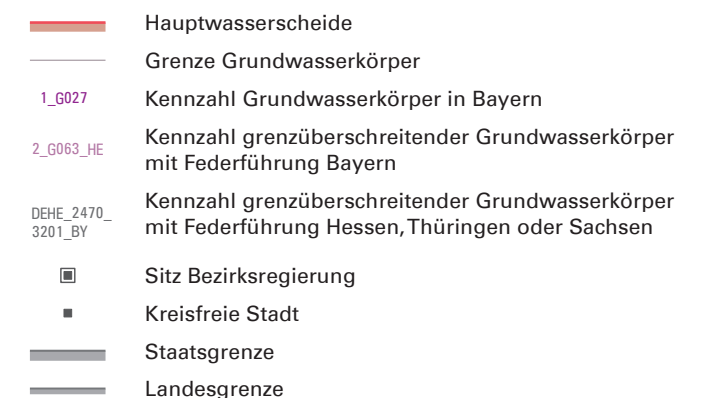 Hauptwasserscheide
Grenze Grundwasserkörper
1_G027 Kennzahl Grundwasserkörper in Bayern
2_G063_HE Kennzahl grenzüberschreitender Grundwasserkörper
mit Federführung Bayern
DEHE_2470_
3201_BY
Kennzahl grenzüberschreitender Grundwasserkörper
mit Federführung Hessen, Thüringen oder Sachsen
Sitz Bezirksregierung
Kreisfreie Stadt
Staatsgrenze
Landesgrenze